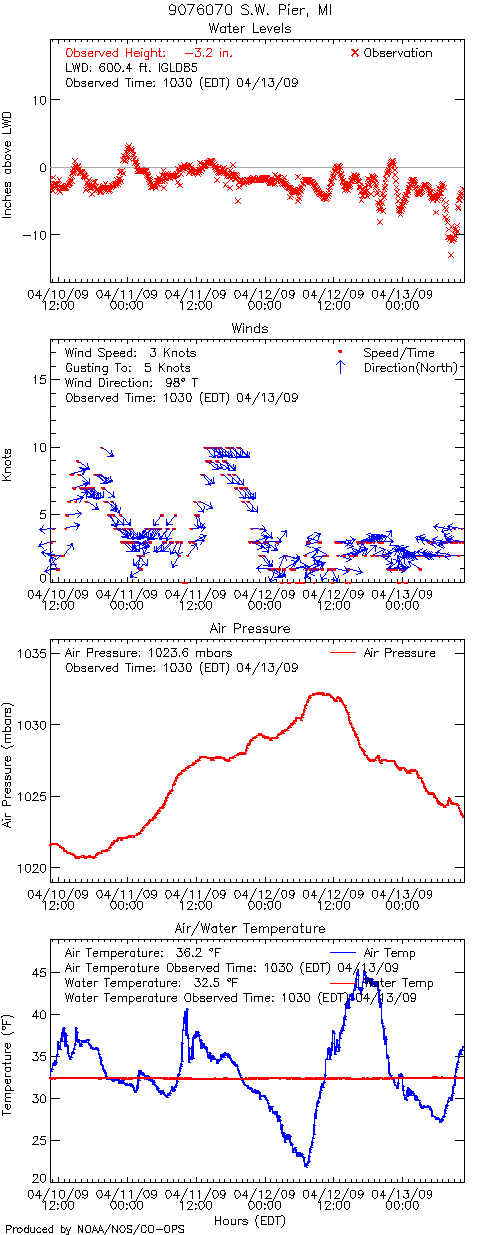 9076070 S.W. Pier, MI
Water Levels
Observed Height: −3.2 in.
× Observation
LWD: 600.4 ft. IGLD85
Observed Time: 1030 (EDT) 04/13/09
Inches above LWD
10
0
−10
04/10/09 04/11/09 04/11/09 04/12/09 04/12/09 04/13/09
12:00 00:00 12:00 00:00 12:00 00:00
Winds
Wind Speed: 3 Knots
Speed/Time
Gusting To: 5 Knots
Direction(North)
Wind Direction: 98° T
Observed Time: 1030 (EDT) 04/13/09
Knots
15
10
5
0
04/10/09 04/11/09 04/11/09 04/12/09 04/12/09 04/13/09
12:00 00:00 12:00 00:00 12:00 00:00
Air Pressure
Air Pressure: 1023.6 mbars
Air Pressure
Observed Time: 1030 (EDT) 04/13/09
Air Pressure (mbars)
1035
1030
1025
1020
04/10/09 04/11/09 04/11/09 04/12/09 04/12/09 04/13/09
12:00 00:00 12:00 00:00 12:00 00:00
Air/Water Temperature
Air Temperature: 36.2 °F
Air Temp
Air Temperature Observed Time: 1030 (EDT) 04/13/09
Water Temperature: 32.5 °F
Water Temp
Water Temperature Observed Time: 1030 (EDT) 04/13/09
Temperature (°F)
45
40
35
30
25
20
04/10/09 04/11/09 04/11/09 04/12/09 04/12/09 04/13/09
12:00 00:00 12:00 00:00 12:00 00:00
Hours (EDT)
Produced by NOAA/NOS/CO-OPS